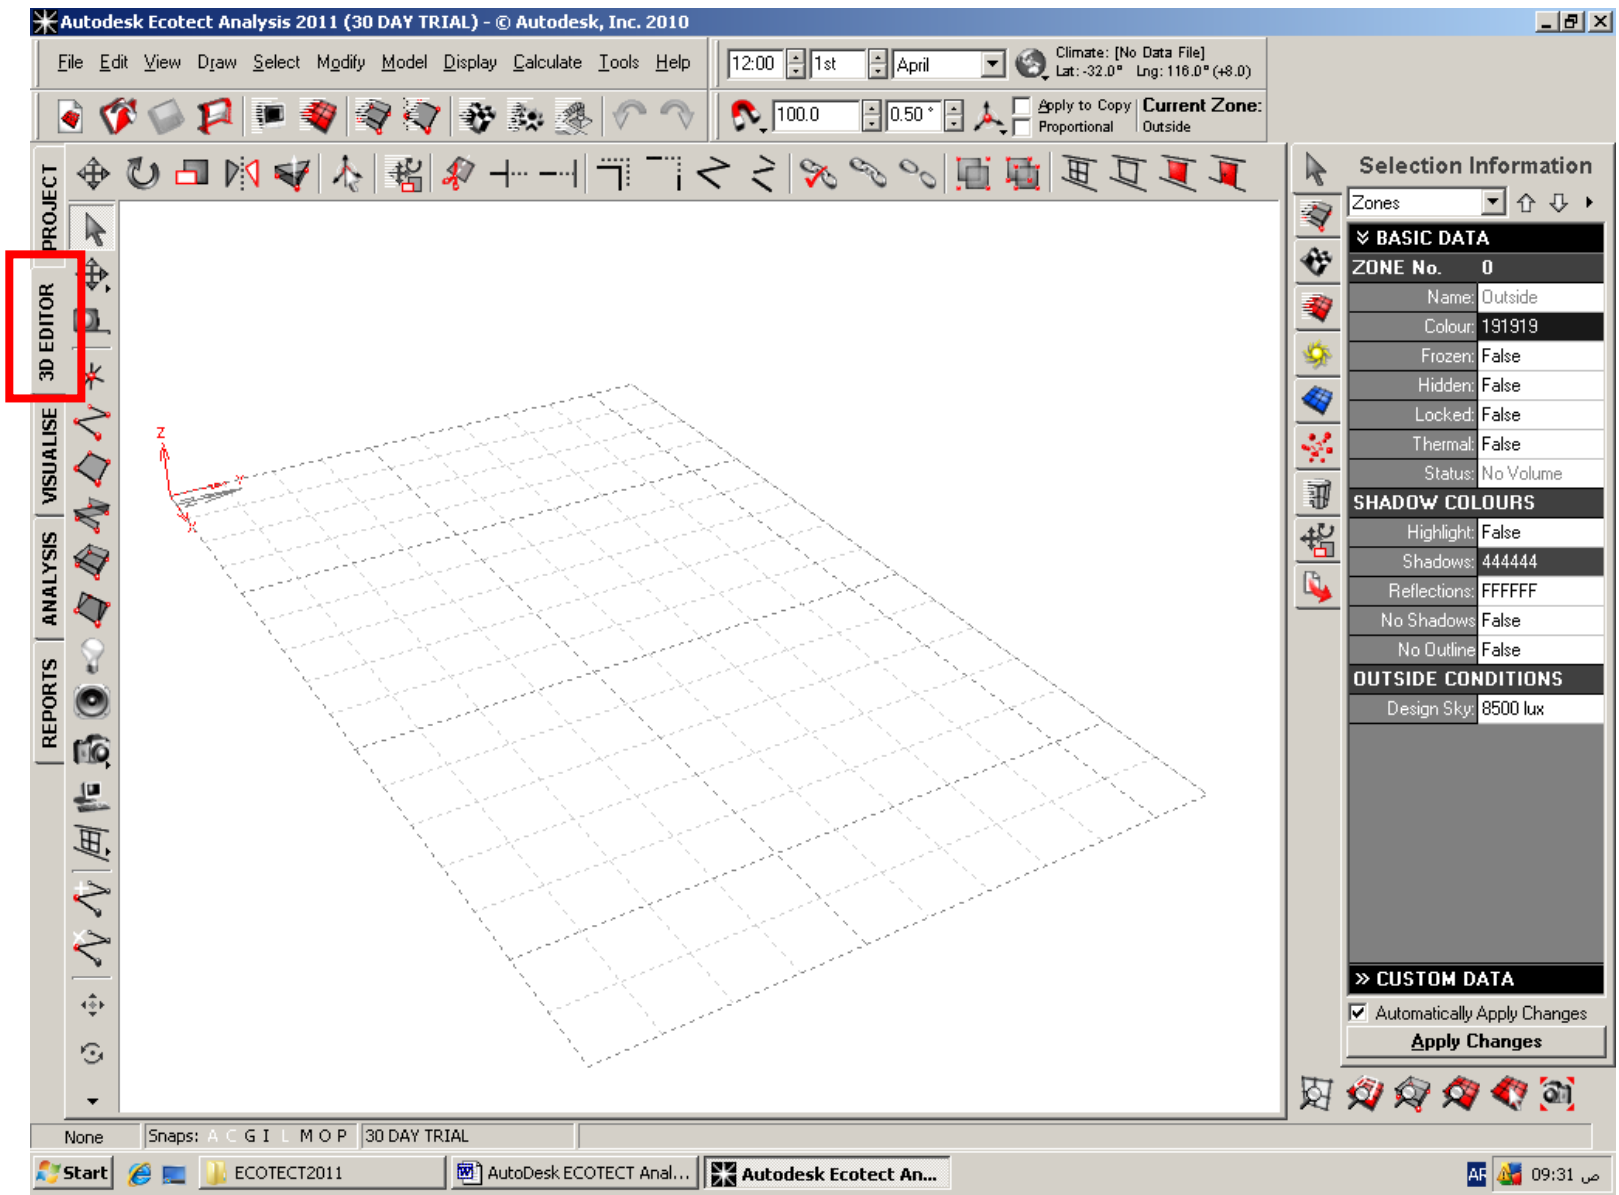 Autodesk Ecotect Analysis 2011 (30 DAY TRIAL) - © Autodesk, Inc. 2010
File Edit View Draw Select Modify Model Display Calculate Tools Help
12:00 1st April
Climate: [No Data File]
Lat: -32.0° Lng: 116.0° (+8.0)
100.0 0.50 °
Apply to Copy
Proportional
Current Zone:
Outside
PROJECT
3D EDITOR
VISUALISE
ANALYSIS
REPORTS
Z
Y
X
Selection Information
Zones
BASIC DATA
ZONE No. 0
Name: Outside
Colour: 191919
Frozen: False
Hidden: False
Locked: False
Thermal: False
Status: No Volume
SHADOW COLOURS
Highlight: False
Shadows: 444444
Reflections: FFFFFF
No Shadows False
No Outline False
OUTSIDE CONDITIONS
Design Sky: 8500 lux
» CUSTOM DATA
Automatically Apply Changes
Apply Changes
None Snaps: A C G I L M O P 30 DAY TRIAL
Start ECOTECT2011 AutoDesk ECOTECT Anal... Autodesk Ecotect An... AF 09:31 ص